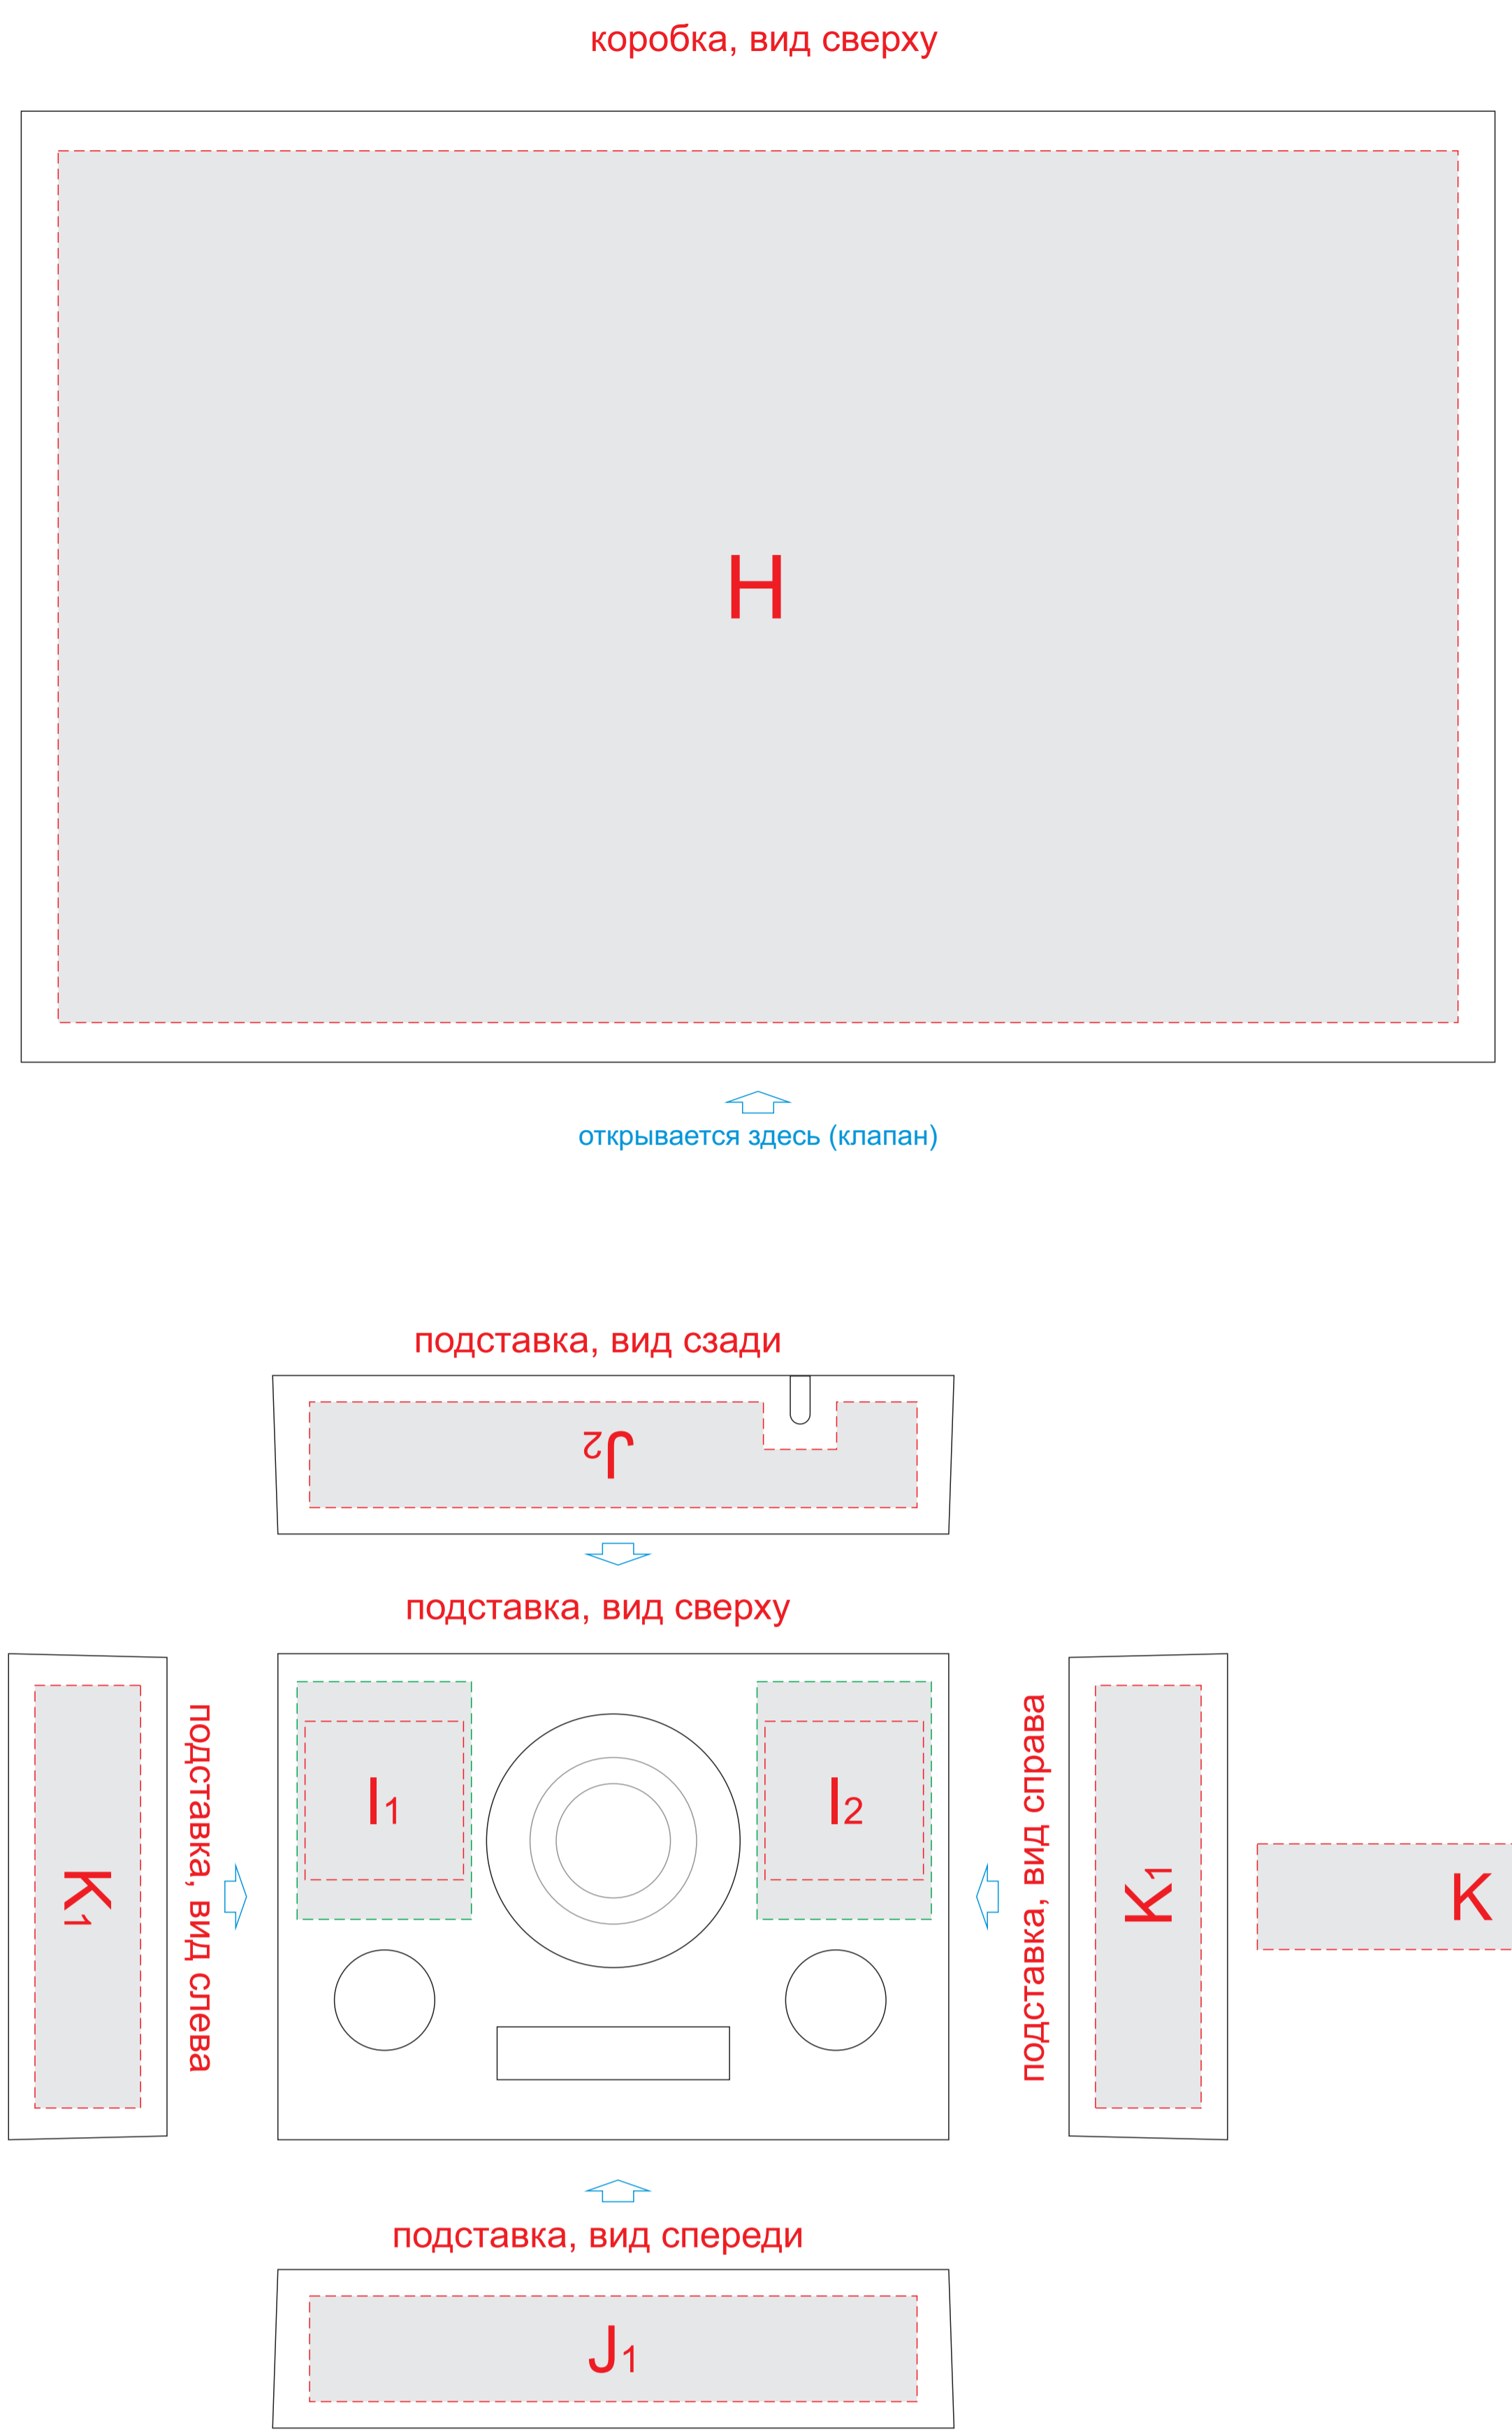 коробка, вид сверху
H
открывается здесь (клапан)
подставка, вид сзади
J2
подставка, вид сверху
K1
подставка, вид слева
I1
I2
подставка, вид справа
K1
K
подставка, вид спереди
J1